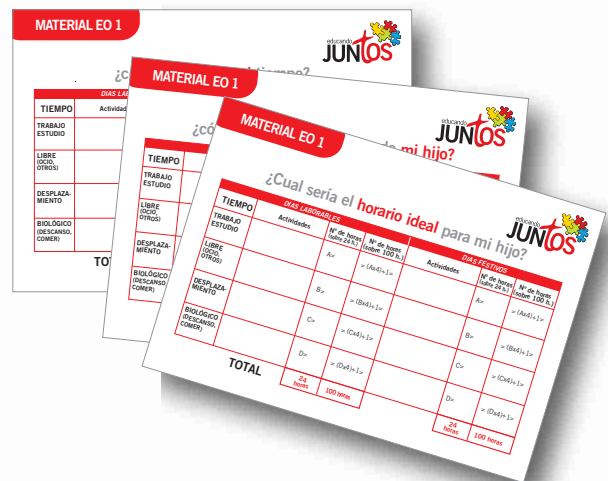 MATERIAL EO 1
educando
JUNTOS
DIAS
TIEMPO
TRABAJO
ESTUDIO
LIBRE
(OCIO,
OTROS)
DESPLAZA-
MIENTO
BIOLÓGICO
(DESCANSO,
COMER)
MATERIAL EO 1
educando
JUNTOS
mi hijo?
TIEMPO
TRABAJO
ESTUDIO
LIBRE
(OCIO,
OTROS)
DESPLAZA-
MIENTO
BIOLÓGICO
(DESCANSO,
COMER)
MATERIAL EO 1
educando
JUNTOS
¿Cual sería el horario ideal para mi hijo?
DIAS LABORABLES DIAS FESTIVOS
TIEMPO Actividades Nº de horas (sobre 24 h.) Nº de horas (sobre 100 h.) Actividades Nº de horas (sobre 24 h.) Nº de horas (sobre 100 h.)
TRABAJO
ESTUDIO
A= = (Ax4)+1= A= = (Ax4)+1=
LIBRE
(OCIO,
OTROS)
B= = (Bx4)+1= B= = (Bx4)+1=
DESPLAZA-
MIENTO
C= = (Cx4)+1= C= = (Cx4)+1=
BIOLÓGICO
(DESCANSO,
COMER)
D= = (Dx4)+1= D= = (Dx4)+1=
TOTAL 24 horas 100 horas 24 horas 100 horas